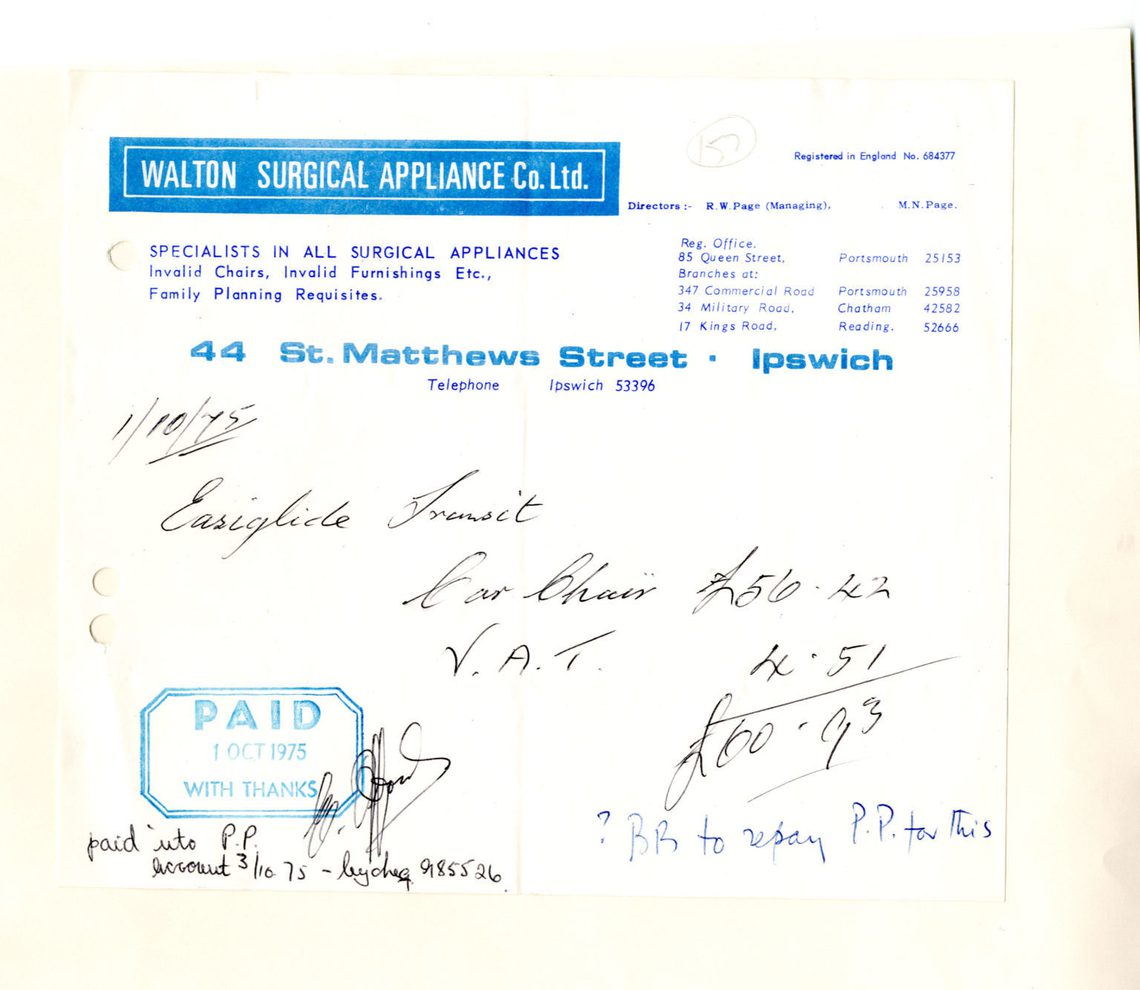 157
Registered in England No. 684377
WALTON SURGICAL APPLIANCE Co. Ltd.
Directors :- R.W. Page (Managing), M.N. Page.
SPECIALISTS IN ALL SURGICAL APPLIANCES
Invalid Chairs, Invalid Furnishings Etc.,
Family Planning Requisites.
Reg. Office.
85 Queen Street, Portsmouth 25153
Branches at:
347 Commercial Road Portsmouth 25958
34 Military Road, Chatham 42582
17 Kings Road, Reading. 52666
44 St. Matthews Street · Ipswich
Telephone Ipswich 53396
1/10/75
Easiglide Transit
Car Chair £56·42
V.A.T. 4·51
£60·93
PAID
1 OCT 1975
WITH THANKS
? BB to repay P.P. for this
paid into P.P.
account 3/10 75 - by cheq 985526